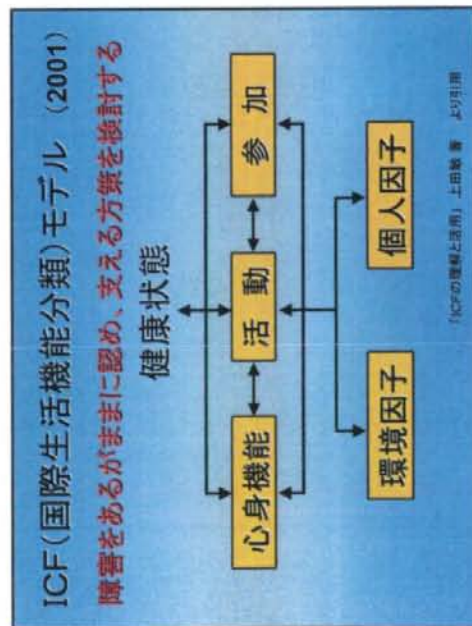 ICF(国際生活機能分類)モデル (2001)
障害をあるがままに認め、支える方策を検討する
健康状態
心身機能
活動
参加
環境因子
個人因子
「ICFの理解と活用」 上田敏 著 より引用